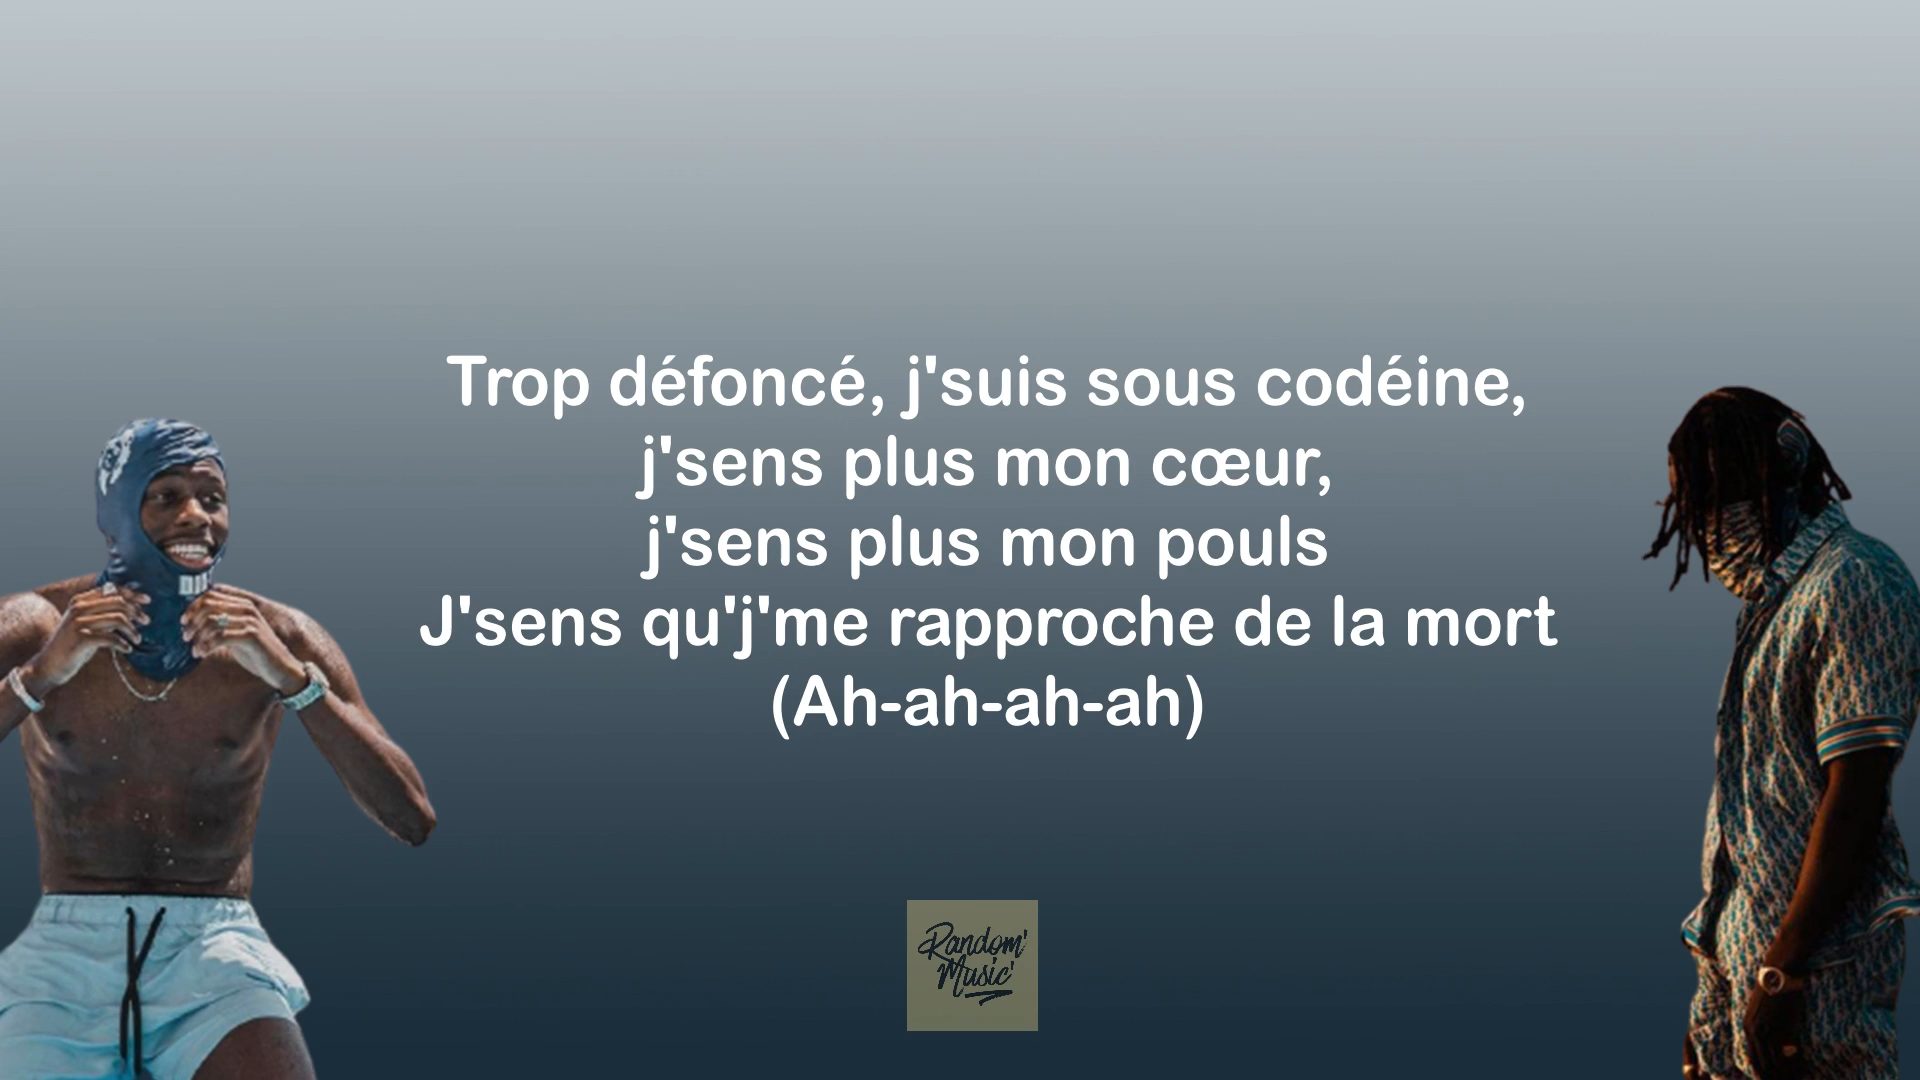 Trop défoncé, j'suis sous codéine,
j'sens plus mon cœur,
j'sens plus mon pouls
J'sens qu'j'me rapproche de la mort
(Ah-ah-ah-ah)
Random'
Music'